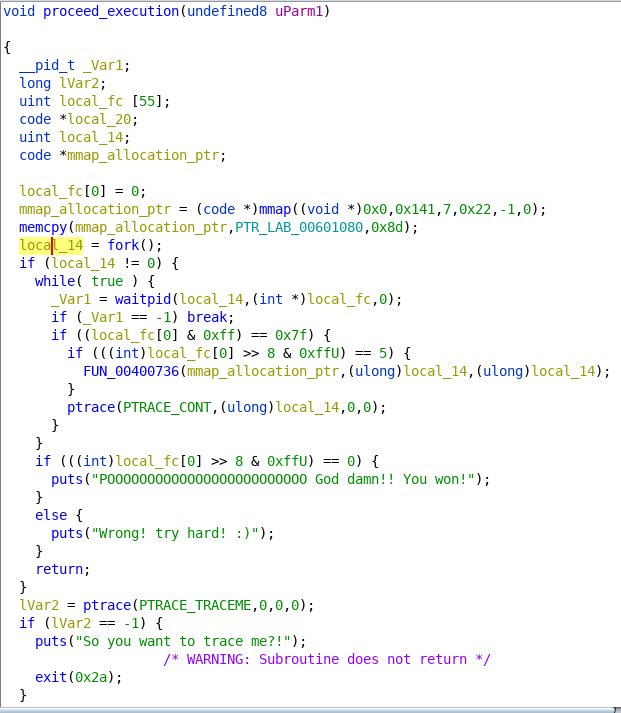 void proceed_execution(undefined8 uParm1)
{
__pid_t _Var1;
long lVar2;
uint local_fc [55];
code *local_20;
uint local_14;
code *mmap_allocation_ptr;
local_fc[0] = 0;
mmap_allocation_ptr = (code *)mmap((void *)0x0,0x141,7,0x22,-1,0);
memcpy(mmap_allocation_ptr,PTR_LAB_00601080,0x8d);
local_14 = fork();
if (local_14 != 0) {
while( true ) {
_Var1 = waitpid(local_14,(int *)local_fc,0);
if (_Var1 == -1) break;
if ((local_fc[0] & 0xff) == 0x7f) {
if (((int)local_fc[0] >> 8 & 0xffU) == 5) {
FUN_00400736(mmap_allocation_ptr,(ulong)local_14,(ulong)local_14);
}
ptrace(PTRACE_CONT,(ulong)local_14,0,0);
}
}
if (((int)local_fc[0] >> 8 & 0xffU) == 0) {
puts("POOOOOOOOOOOOOOOOOOOOOOOOO God damn!! You won!");
}
else {
puts("Wrong! try hard! :)");
}
return;
}
lVar2 = ptrace(PTRACE_TRACEME,0,0,0);
if (lVar2 == -1) {
puts("So you want to trace me?!");
/* WARNING: Subroutine does not return */
exit(0x2a);
}